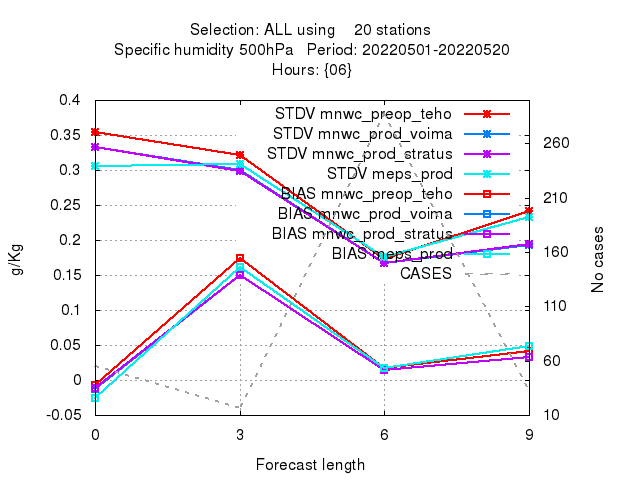 Selection: ALL using 20 stations
Specific humidity 500hPa Period: 20220501-20220520
Hours: {06}
0.4
0.35
0.3
0.25
0.2
0.15
0.1
0.05
0
-0.05
g/Kg
STDV mnwc_preop_teho
STDV mnwc_prod_voima
STDV mnwc_prod_stratus
STDV meps_prod
BIAS mnwc_preop_teho
BIAS mnwc_prod_voima
BIAS mnwc_prod_stratus
BIAS meps_prod
CASES
260
210
160
110
60
10
No cases
0 3 6 9
Forecast length